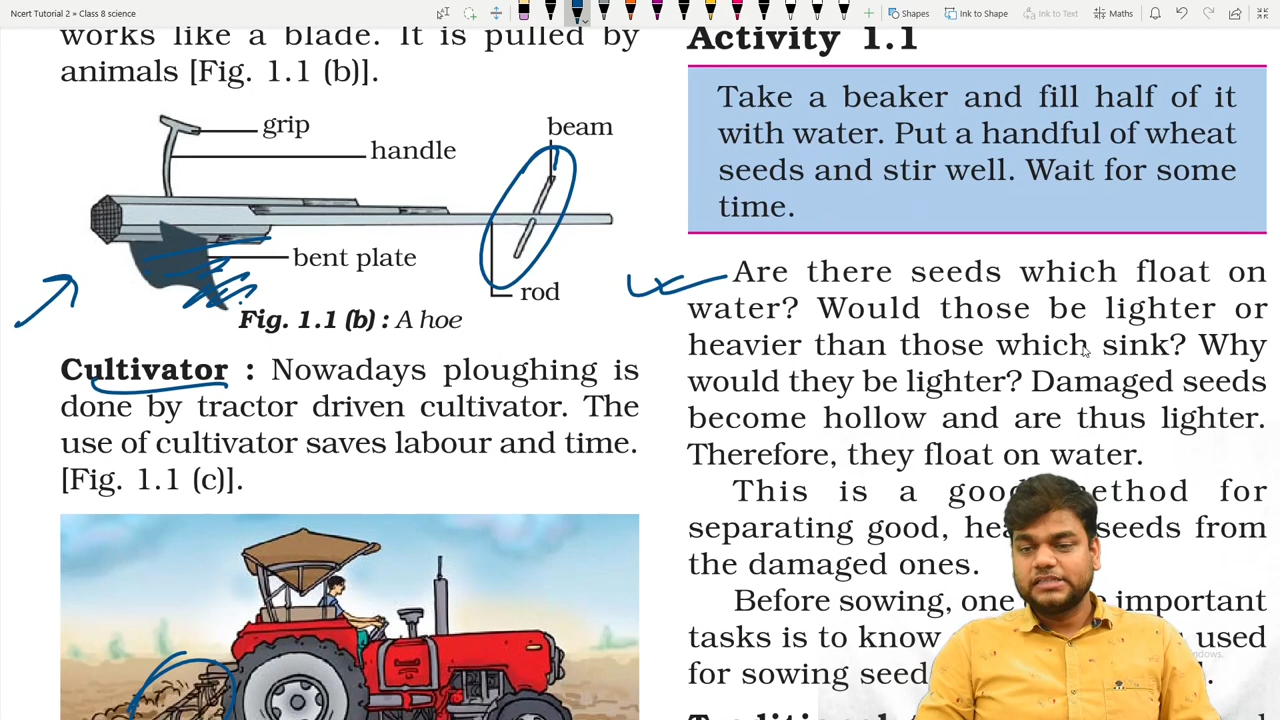 Ncert Tutorial 2 » Class 8 science
Shapes
Ink to Shape
Ink to Text
Maths
works like a blade. It is pulled by
animals [Fig. 1.1 (b)].
grip
handle
beam
bent plate
rod
Fig. 1.1 (b) : A hoe
Cultivator : Nowadays ploughing is
done by tractor driven cultivator. The
use of cultivator saves labour and time.
[Fig. 1.1 (c)].
Activity 1.1
Take a beaker and fill half of it
with water. Put a handful of wheat
seeds and stir well. Wait for some
time.
Are there seeds which float on
water? Would those be lighter or
heavier than those which sink? Why
would they be lighter? Damaged seeds
become hollow and are thus lighter.
Therefore, they float on water.
This is a good method for
separating good, seeds from
the damaged ones.
Before sowing, one important
tasks is to know used
for sowing